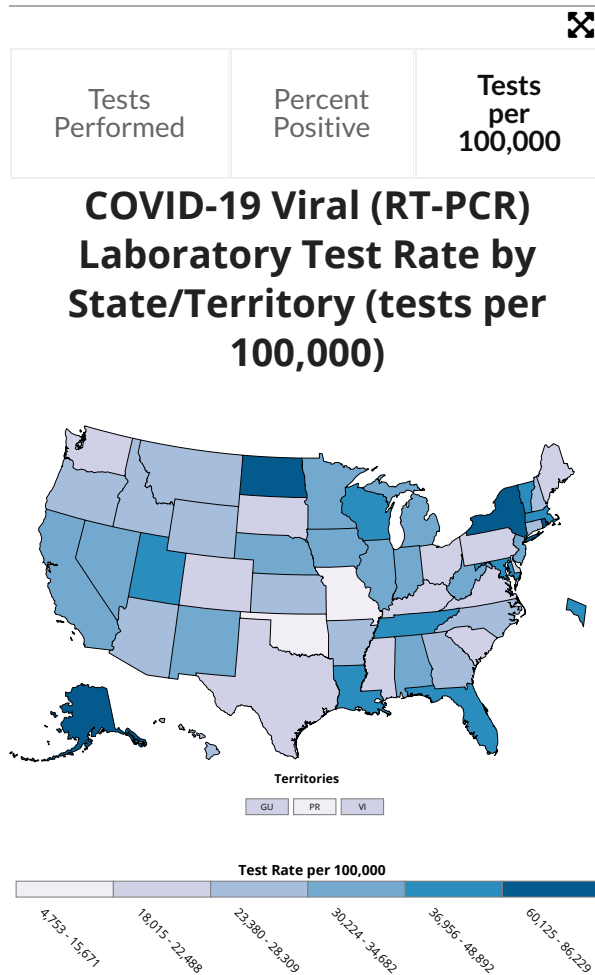 Tests
Performed
Percent
Positive
Tests
per
100,000
COVID-19 Viral (RT-PCR)
Laboratory Test Rate by
State/Territory (tests per
100,000)
Territories
GU
PR
VI
Test Rate per 100,000
4,753 - 15,671
18,015 - 22,488
23,380 - 28,309
30,224 - 34,682
36,956 - 48,892
60,125 - 86,229